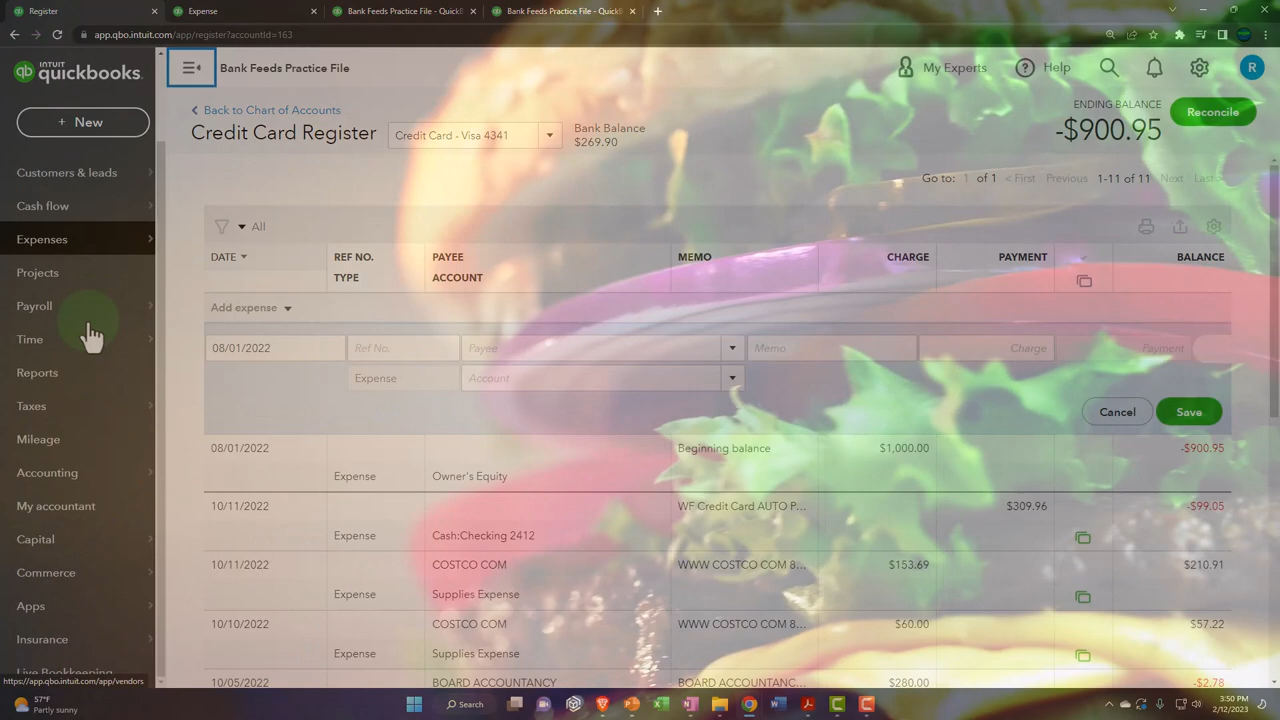 Register
Expense
Bank Feeds Practice File - QuickB
Bank Feeds Practice File - QuickB
app.qbo.intuit.com/app/register?accountId=163
INTUIT
quickbooks.
Bank Feeds Practice File
My Experts
Help
R
+ New
Customers & leads
Cash flow
Expenses
Projects
Payroll
Time
Reports
Taxes
Mileage
Accounting
My accountant
Capital
Commerce
Apps
Insurance
Live Bookkeeping
https://app.qbo.intuit.com/app/vendors
Back to Chart of Accounts
Credit Card Register
Credit Card - Visa 4341
Bank Balance
$269.90
ENDING BALANCE
-$900.95
Reconcile
Go to: 1 of 1 < First Previous 1-11 of 11 Next Last >
All
DATE REF NO. PAYEE MEMO CHARGE PAYMENT BALANCE
TYPE ACCOUNT
Add expense
08/01/2022 Ref No. Payee Memo Charge Payment
Expense Account
Cancel Save
08/01/2022 Beginning balance $1,000.00 -$900.95
Expense Owner's Equity
10/11/2022 WF Credit Card AUTO P... $309.96 -$99.05
Expense Cash:Checking 2412
10/11/2022 COSTCO COM WWW COSTCO COM 8... $153.69 $210.91
Expense Supplies Expense
10/10/2022 COSTCO COM WWW COSTCO COM 8... $60.00 $57.22
Expense Supplies Expense
10/05/2022 BOARD ACCOUNTANCY BOARD ACCOUNTANC... $280.00 -$2.78
57°F
Partly sunny
Search
3:50 PM
2/12/2023